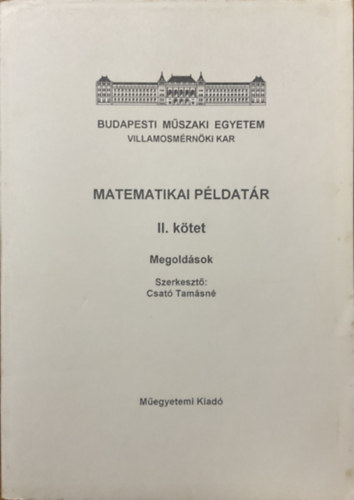 BUDAPESTI MŰSZAKI EGYETEM
VILLAMOSMÉRNÖKI KAR
MATEMATIKAI PÉLDATÁR
II. kötet
Megoldások
Szerkesztő:
Csató Tamásné
Műegyetemi Kiadó